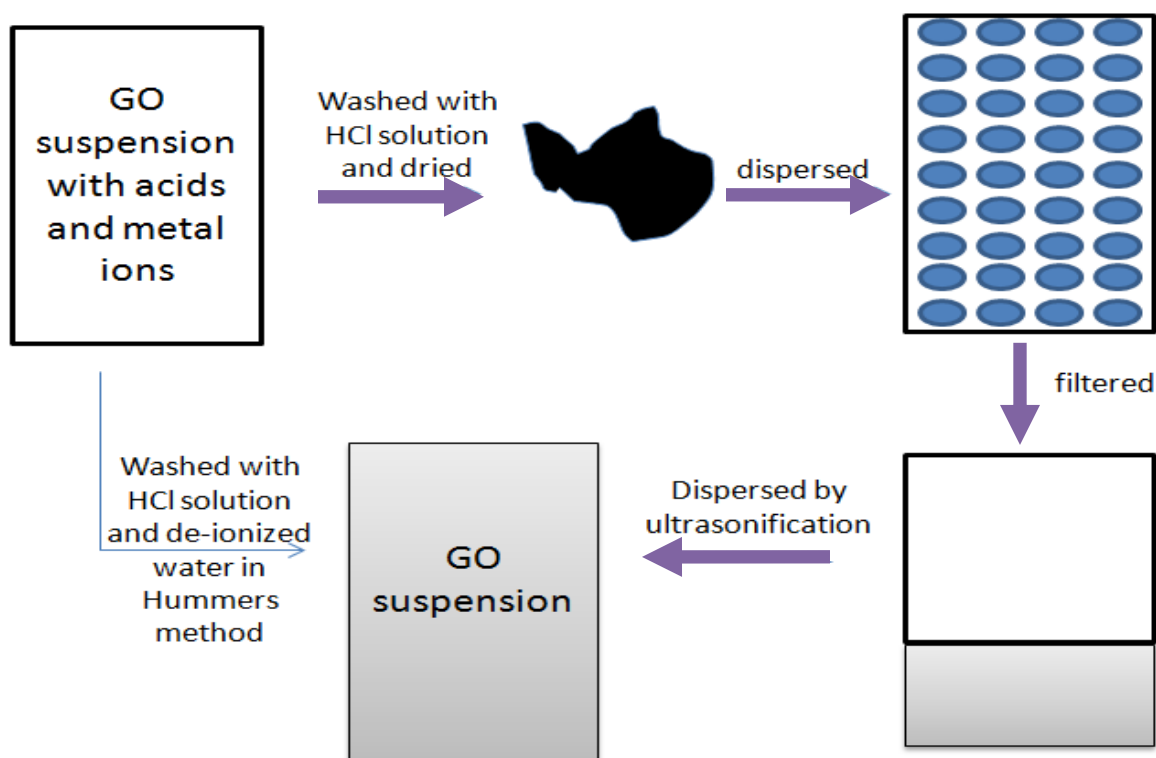 GO
suspension
with acids
and metal
ions
Washed with
HCl solution
and dried
dispersed
filtered
Dispersed by
ultrasonification
GO
suspension
Washed with
HCl solution
and de-ionized
water in
Hummers
method